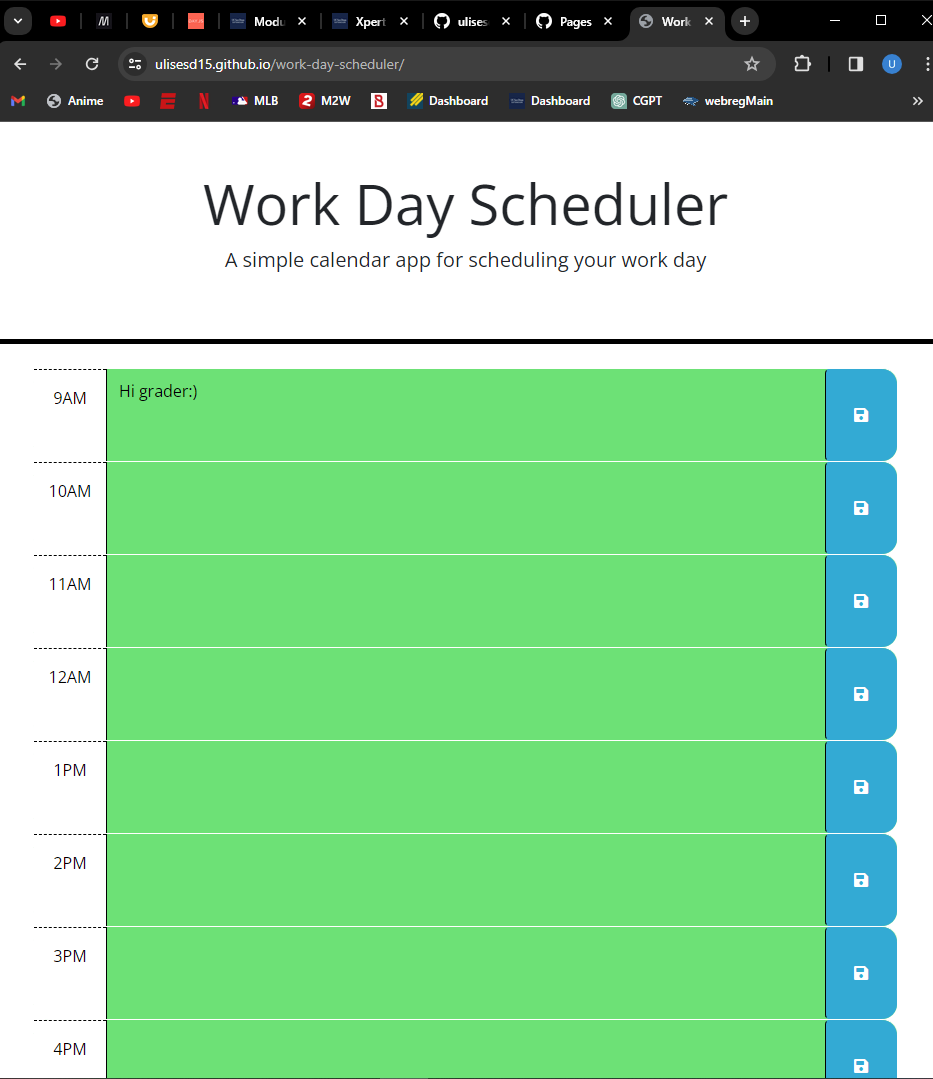 Modu
Xpert
ulises
Pages
Work
ulisesd15.github.io/work-day-scheduler/
U
Anime
MLB
M2W
Dashboard
Dashboard
CGPT
webregMain
Work Day Scheduler
A simple calendar app for scheduling your work day
9AM
Hi grader:)
10AM
11AM
12AM
1PM
2PM
3PM
4PM